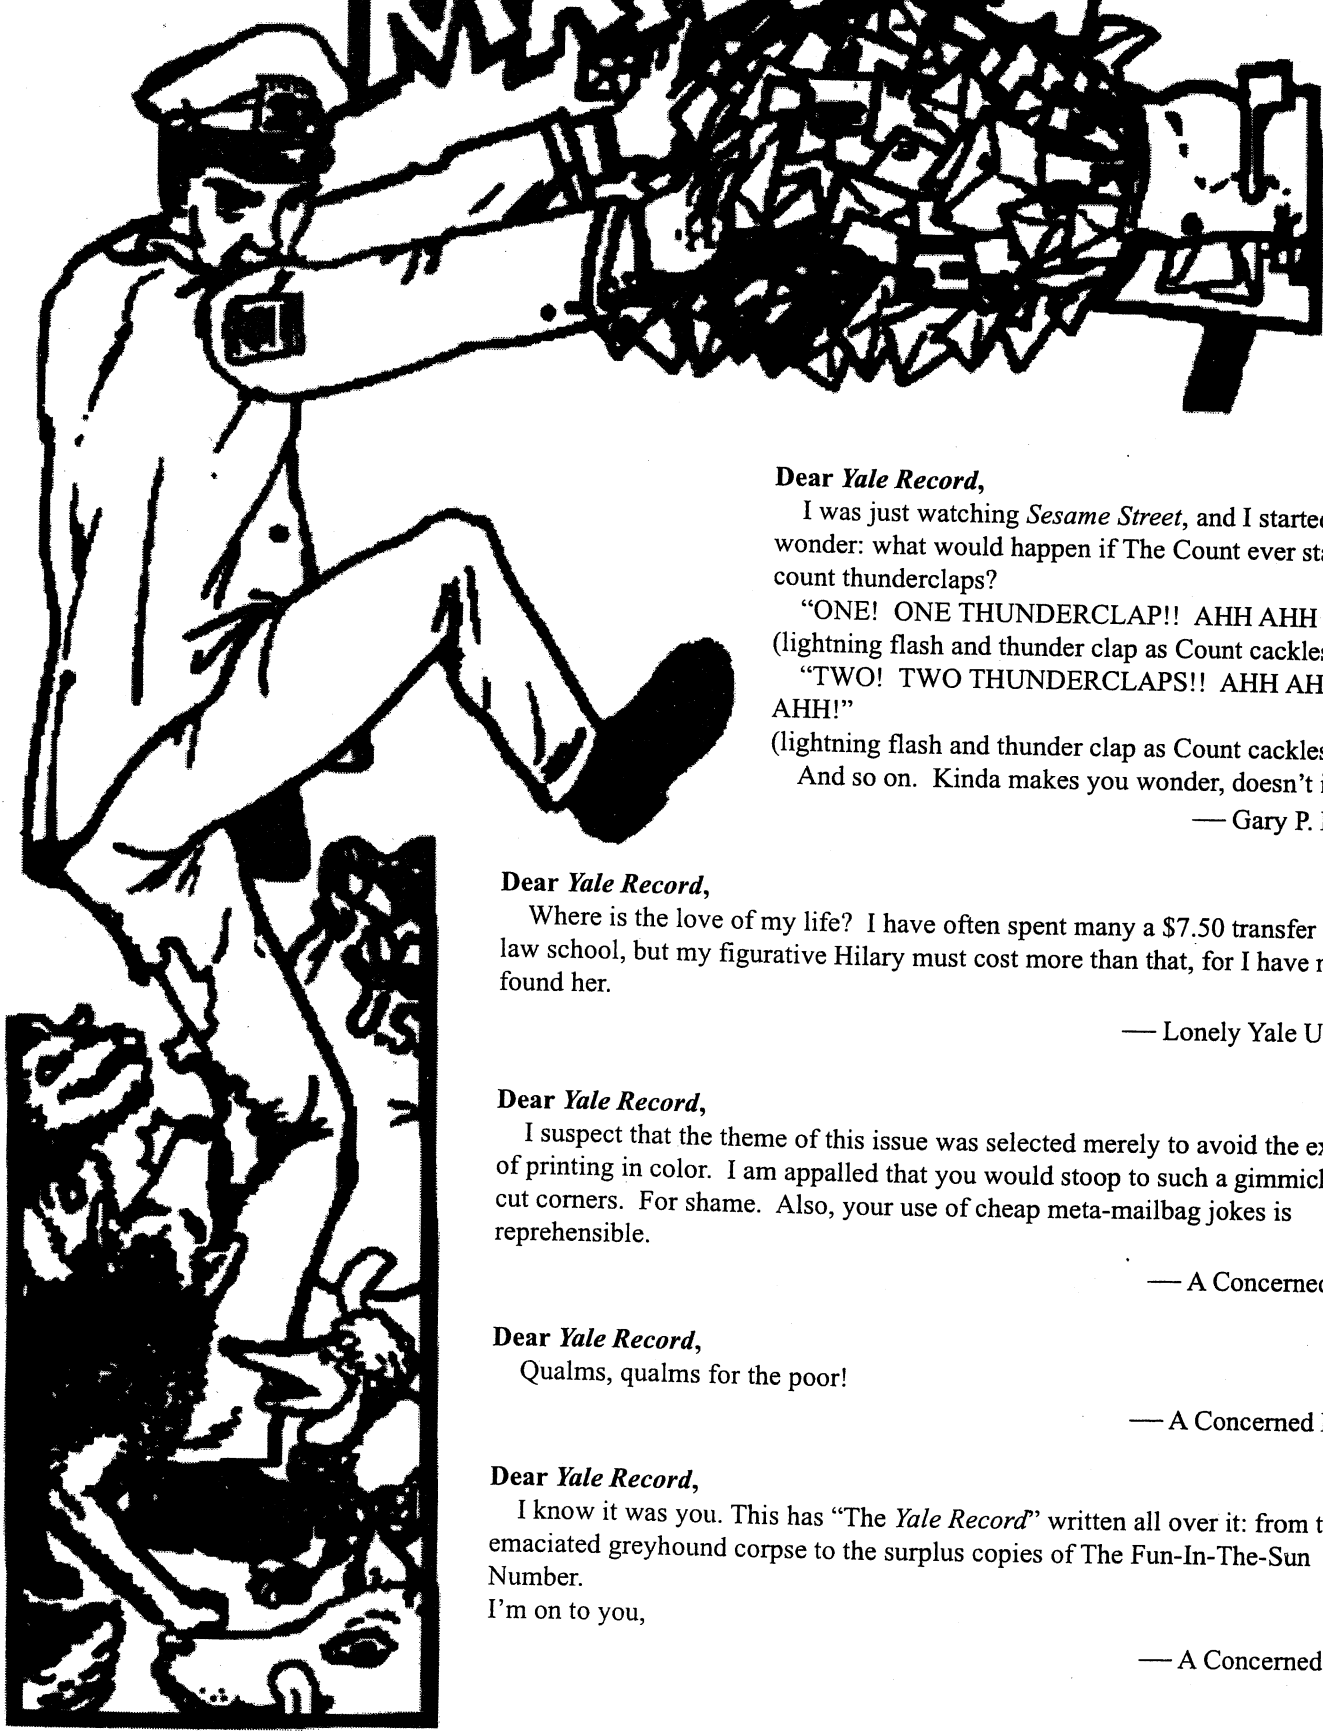 Dear Yale Record,
I was just watching Sesame Street, and I started
wonder: what would happen if The Count ever
count thunderclaps?
“ONE!  ONE THUNDERCLAP!!  AHH AHH
(lightning flash and thunder clap as Count cackles
“TWO!  TWO THUNDERCLAPS!!  AHH
AHH!”
(lightning flash and thunder clap as Count cackles
And so on.  Kinda makes you wonder, doesn’t
— Gary P.
Dear Yale Record,
Where is the love of my life?  I have often spent many a $7.50 transfer
law school, but my figurative Hilary must cost more than that, for I have
found her.
— Lonely Yale
Dear Yale Record,
I suspect that the theme of this issue was selected merely to avoid the
of printing in color.  I am appalled that you would stoop to such a
cut corners.  For shame.  Also, your use of cheap meta-mailbag jokes is
reprehensible.
— A Concerned
Dear Yale Record,
Qualms, qualms for the poor!
— A Concerned
Dear Yale Record,
I know it was you. This has “The Yale Record” written all over it: from
emaciated greyhound corpse to the surplus copies of The Fun-In-The-Sun
Number.
I’m on to you,
— A Concerned